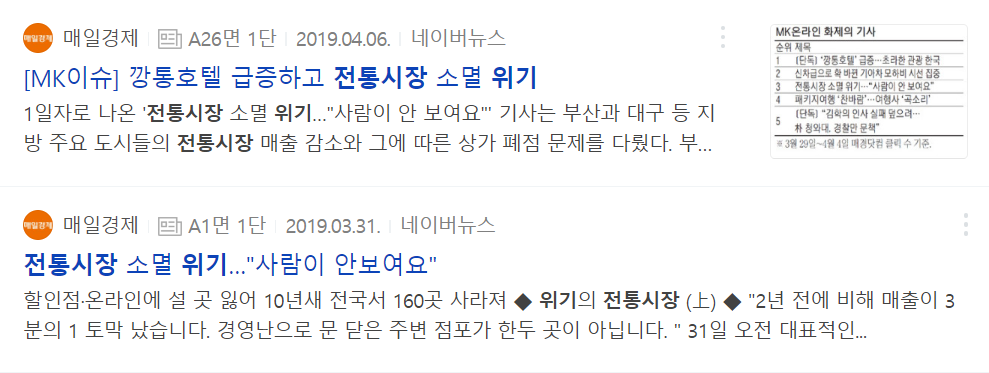 매일경제 A26면 1단 2019.04.06. 네이버뉴스
[MK이슈] 깡통호텔 급증하고 전통시장 소멸 위기
1일자로 나온 '전통시장 소멸 위기..."사람이 안 보여요"' 기사는 부산과 대구 등 지
방 주요 도시들의 전통시장 매출 감소와 그에 따른 상가 폐점 문제를 다뤘다. 부...
MK온라인 화제의 기사
순위 제목
1 (단독) '깡통호텔' 급증…초라한 관광 한국
2 신차급으로 확 바뀐 기아차 모하비 시선 집중
3 전통시장 소멸 위기…"사람이 안 보여요"
4 패키지여행 '찬바람'…여행사 '곡소리'
5 (단독) "김학의 인사 실패 덮으려…
朴 청와대, 경찰만 문책"
※ 3월 29일~4월 4일 매경닷컴 클릭 수 기준.
매일경제 A1면 1단 2019.03.31. 네이버뉴스
전통시장 소멸 위기..."사람이 안보여요"
할인점·온라인에 설 곳 잃어 10년새 전국서 160곳 사라져 ◆ 위기의 전통시장 (上) ◆ "2년 전에 비해 매출이 3
분의 1 토막 났습니다. 경영난으로 문 닫은 주변 점포가 한두 곳이 아닙니다. " 31일 오전 대표적인...